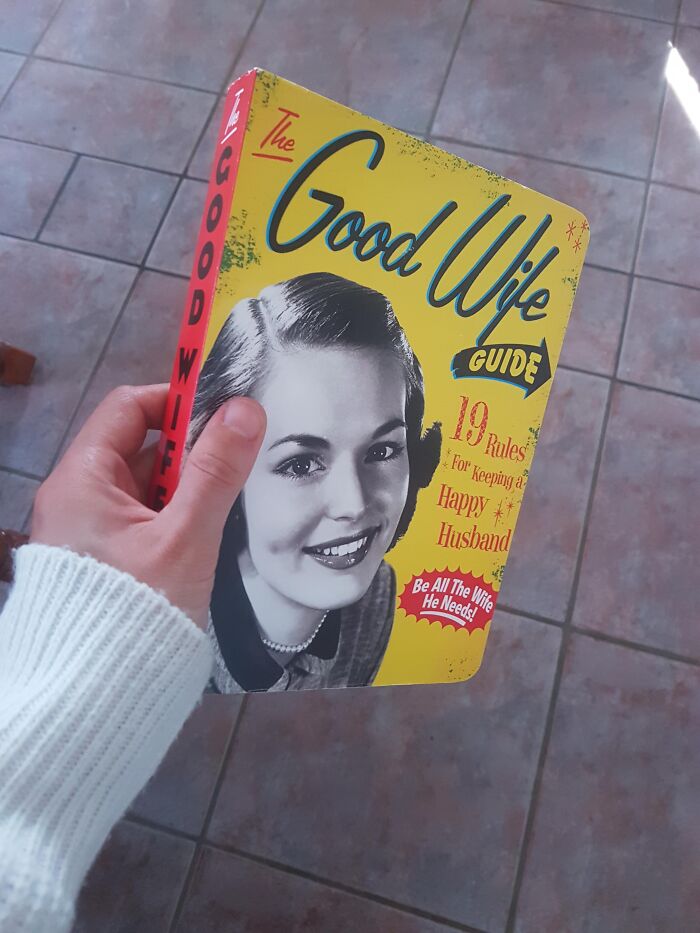 The
Good Wife
GUIDE
19
Rules
For Keeping a
Happy
Husband
Be All The Wife
He Needs!
The GOOD WIFE